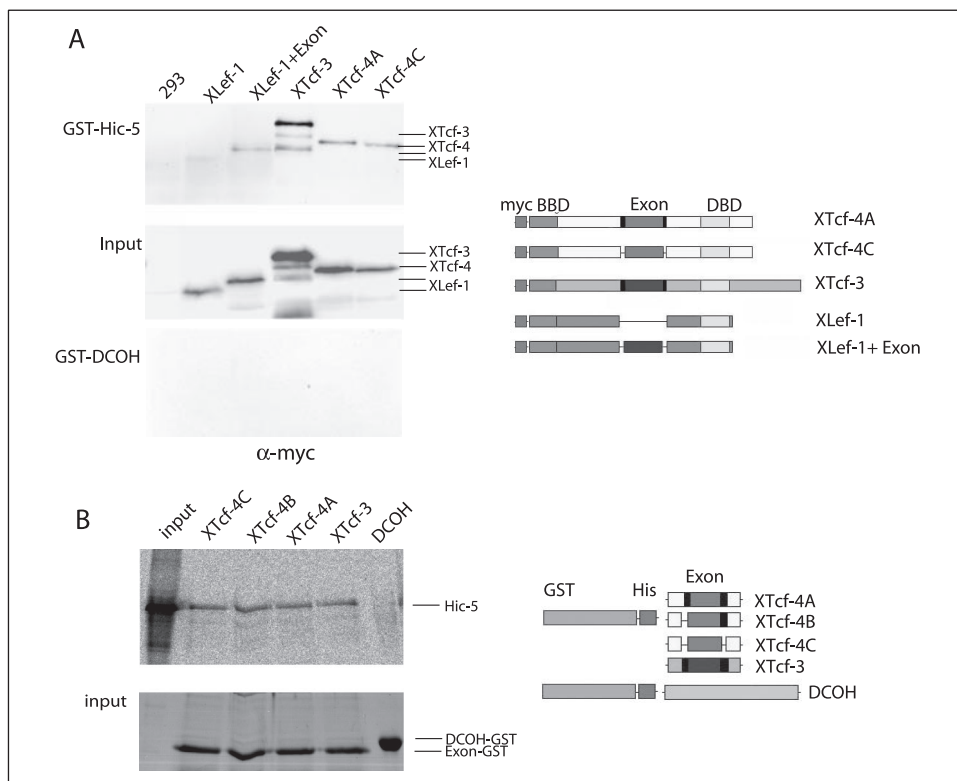 A
293
XLef-1
XLef-1+Exon
XTcf-3
XTcf-4A
XTcf-4C
GST-Hic-5
XTcf-3
XTcf-4
XLef-1
Input
XTcf-3
XTcf-4
XLef-1
GST-DCOH
α-myc
myc BBD Exon DBD
XTcf-4A
XTcf-4C
XTcf-3
XLef-1
XLef-1+ Exon
B
input
XTcf-4C
XTcf-4B
XTcf-4A
XTcf-3
DCOH
Hic-5
input
DCOH-GST
Exon-GST
GST His Exon
XTcf-4A
XTcf-4B
XTcf-4C
XTcf-3
DCOH